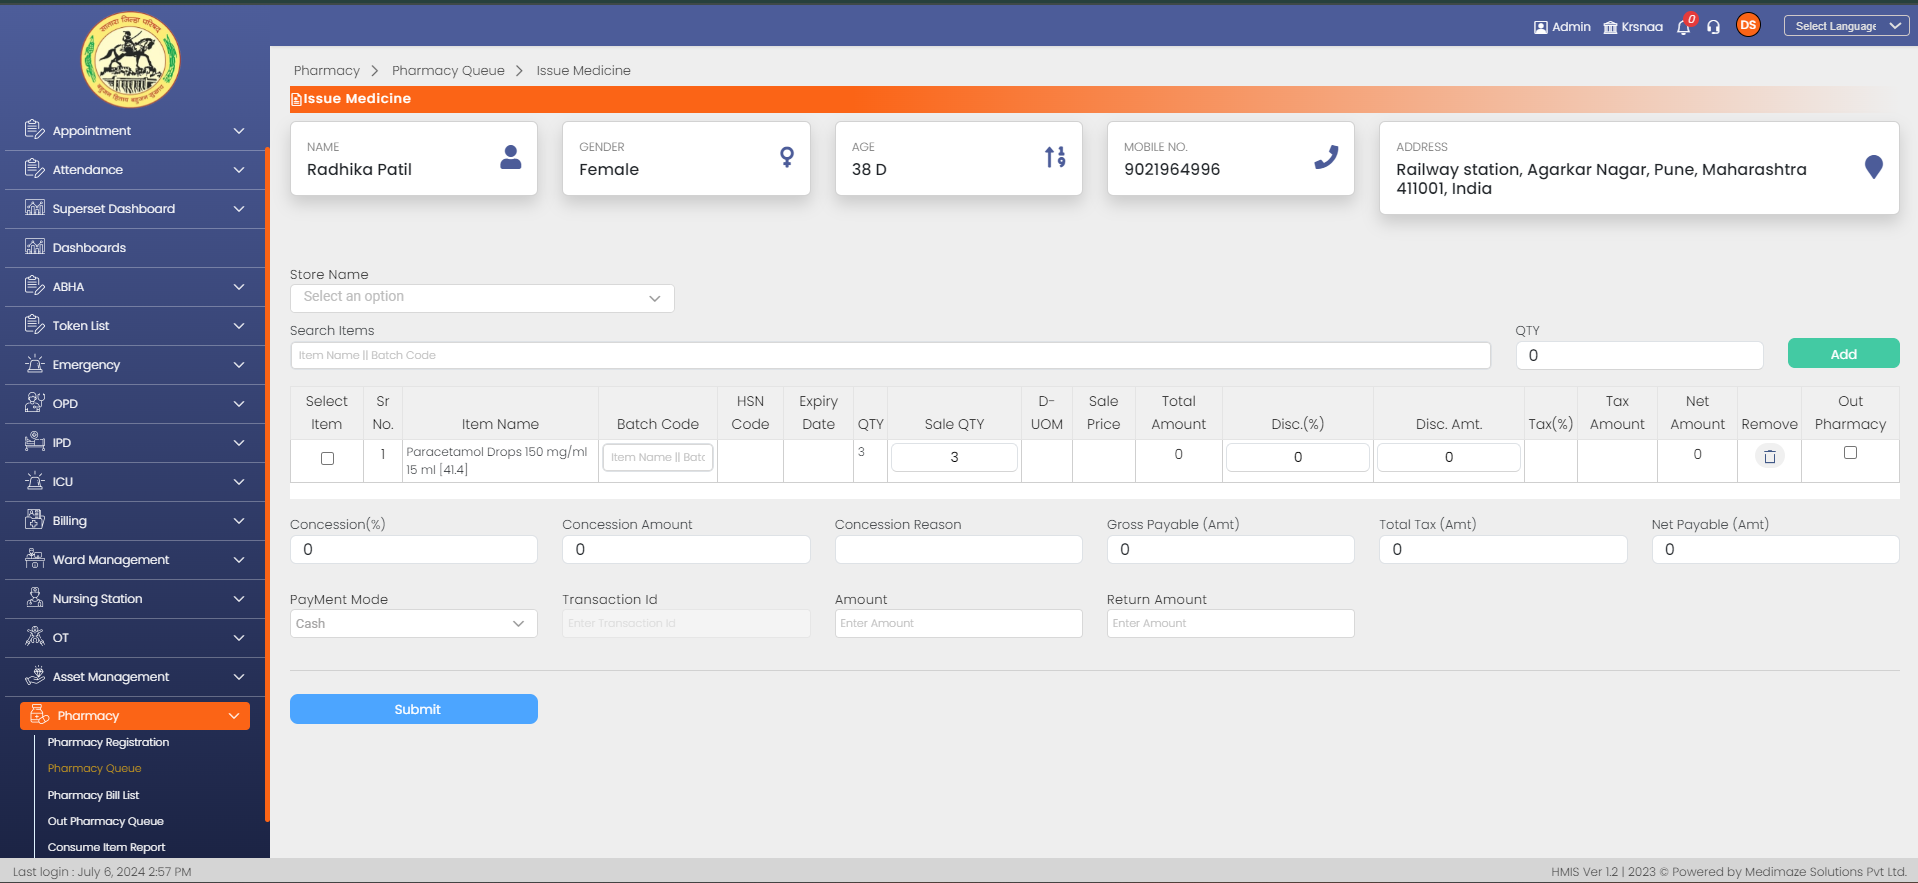 Admin Krsnaa 0 DS Select Language
सातारा जिल्हा परिषद
Appointment
Attendance
Superset Dashboard
Dashboards
ABHA
Token List
Emergency
OPD
IPD
ICU
Billing
Ward Management
Nursing Station
OT
Asset Management
Pharmacy
Pharmacy Registration
Pharmacy Queue
Pharmacy Bill List
Out Pharmacy Queue
Consume Item Report
Pharmacy > Pharmacy Queue > Issue Medicine
Issue Medicine
NAME
Radhika Patil
GENDER
Female
AGE
38 D
MOBILE NO.
9021964996
ADDRESS
Railway station, Agarkar Nagar, Pune, Maharashtra
411001, India
Store Name
Select an option
Search Items
Item Name || Batch Code
QTY
0
Add
Select Item Sr No. Item Name Batch Code HSN Code Expiry Date QTY Sale QTY D-UOM Sale Price Total Amount Disc.(%) Disc. Amt. Tax(%) Tax Amount Net Amount Remove Out Pharmacy
1 Paracetamol Drops 150 mg/ml 15 ml [41.4] Item Name || Batc 3 3 0 0 0 0
Concession(%) Concession Amount Concession Reason Gross Payable (Amt) Total Tax (Amt) Net Payable (Amt)
0 0 0 0 0
PayMent Mode Transaction Id Amount Return Amount
Cash Enter Transaction Id Enter Amount Enter Amount
Submit
Last login : July 6, 2024 2:57 PM
HMIS Ver 1.2 | 2023 © Powered by Medimaze Solutions Pvt Ltd.